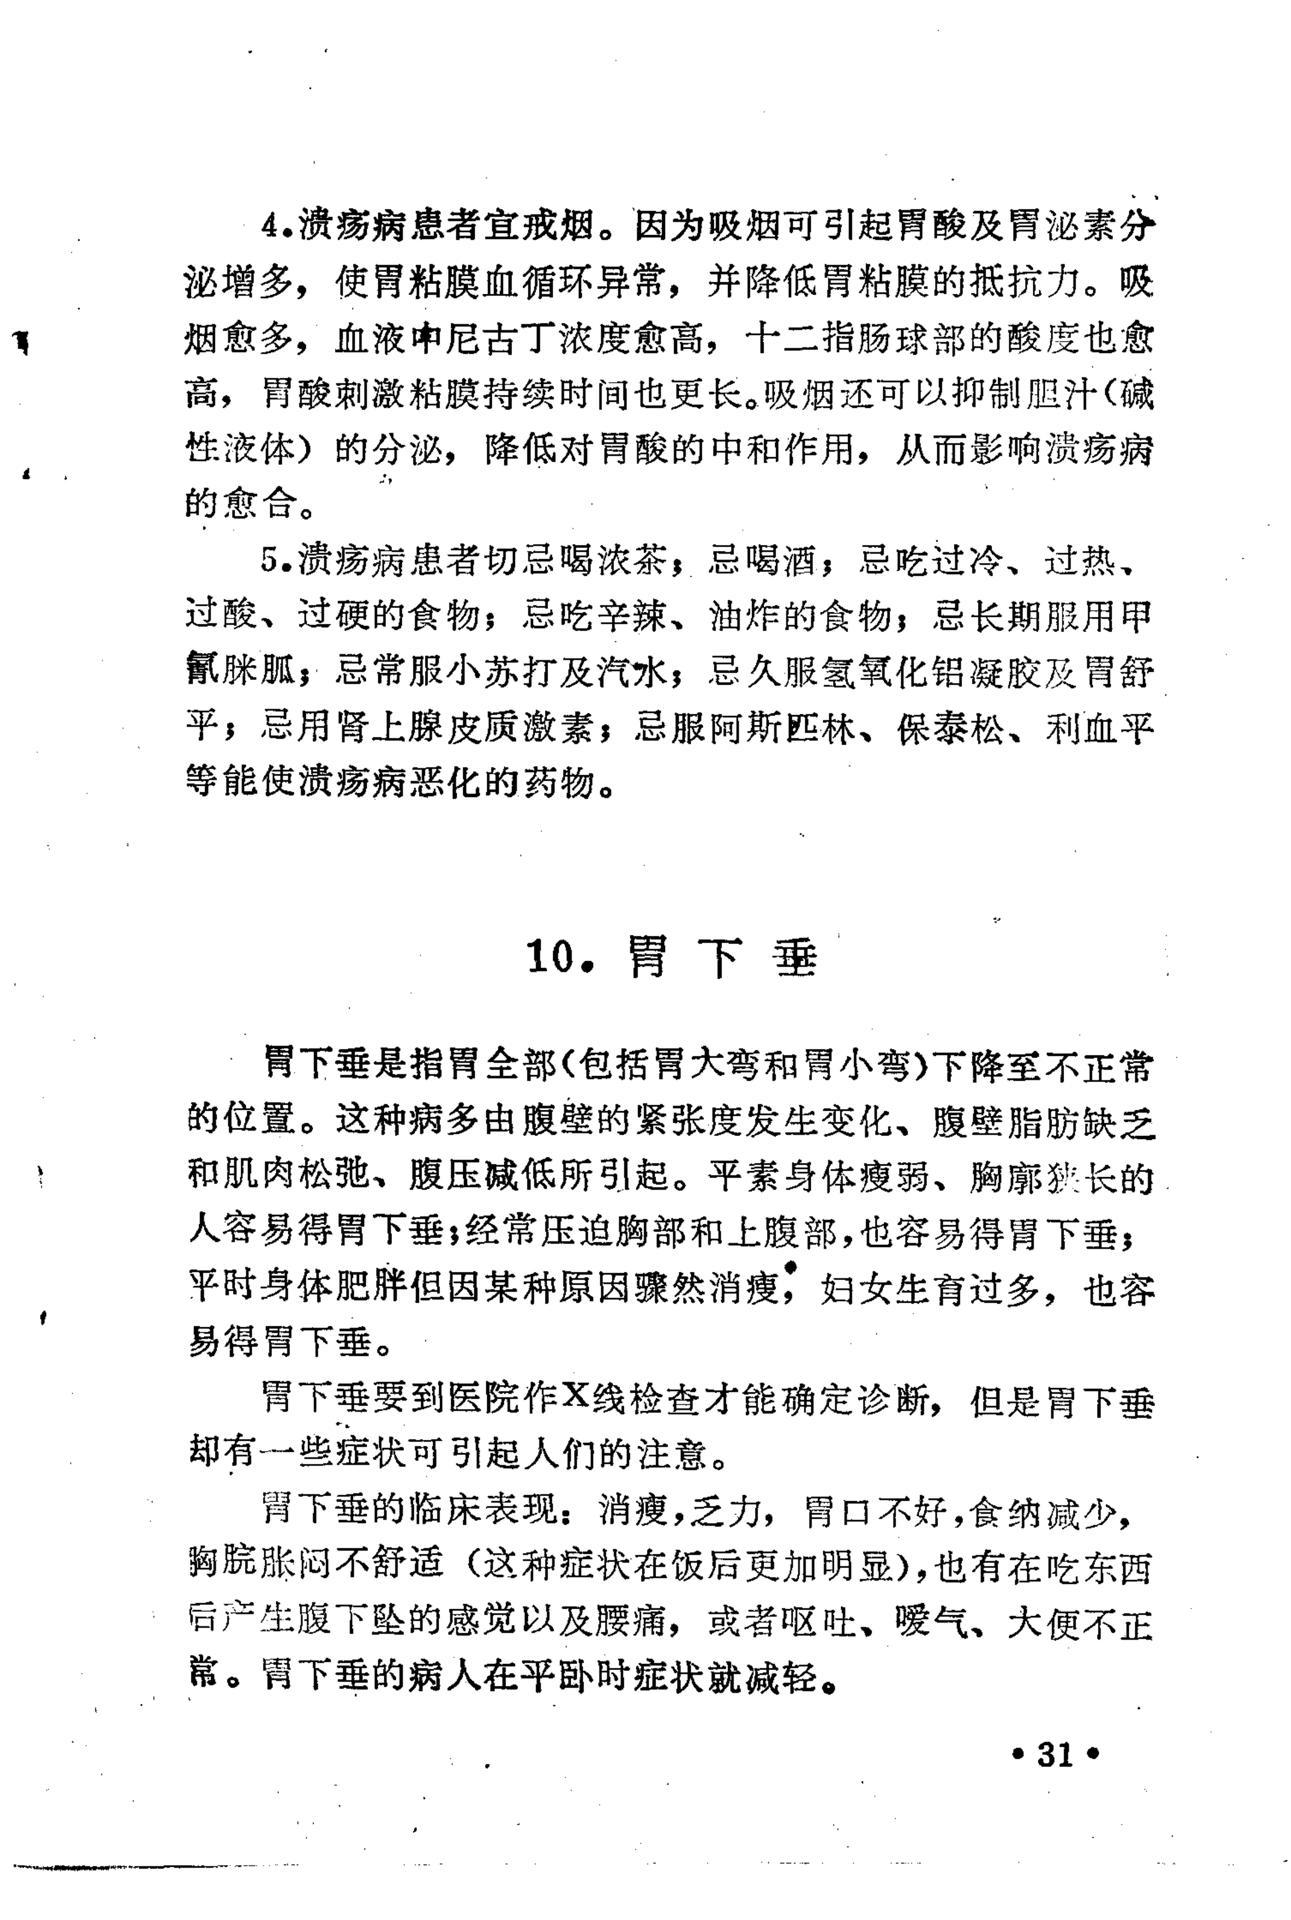 4.溃疡病患者宜戒烟。因为吸烟可引起胃酸及胃泌素分
泌增多，使胃粘膜血循环异常，并降低胃粘膜的抵抗力。吸
烟愈多，血液中尼古丁浓度愈高，十二指肠球部的酸度也愈
高，胃酸刺激粘膜持续时间也更长。吸烟还可以抑制胆汁(碱
性液体）的分泌，降低对胃酸的中和作用，从而影响溃疡病
的愈合。
5.溃疡病患者切忌喝浓茶；忌喝酒；忌吃过冷、过热、
过酸、过硬的食物；忌吃辛辣、油炸的食物；忌长期服用甲
氰脒胍；忌常服小苏打及汽水；忌久服氢氧化铝凝胶及胃舒
平；忌用肾上腺皮质激素；忌服阿斯匹林、保泰松、利血平
等能使溃疡病恶化的药物。
10.胃下垂
胃下垂是指胃全部(包括胃大弯和胃小弯)下降至不正常
的位置。这种病多由腹壁的紧张度发生变化、腹壁脂肪缺乏
和肌肉松弛、腹压减低所引起。平素身体瘦弱、胸廓狭长的
人容易得胃下垂；经常压迫胸部和上腹部，也容易得胃下垂；
平时身体肥胖但因某种原因骤然消瘦，妇女生育过多，也容
易得胃下垂。
胃下垂要到医院作X线检查才能确定诊断，但是胃下垂
却有一些症状可引起人们的注意。
胃下垂的临床表现：消瘦，乏力，胃口不好，食纳减少，
胸脘胀闷不舒适（这种症状在饭后更加明显)，也有在吃东西
后产生腹下坠的感觉以及腰痛，或者呕吐、嗳气、大便不正
常。胃下垂的病人在平卧时症状就减轻。
•31•